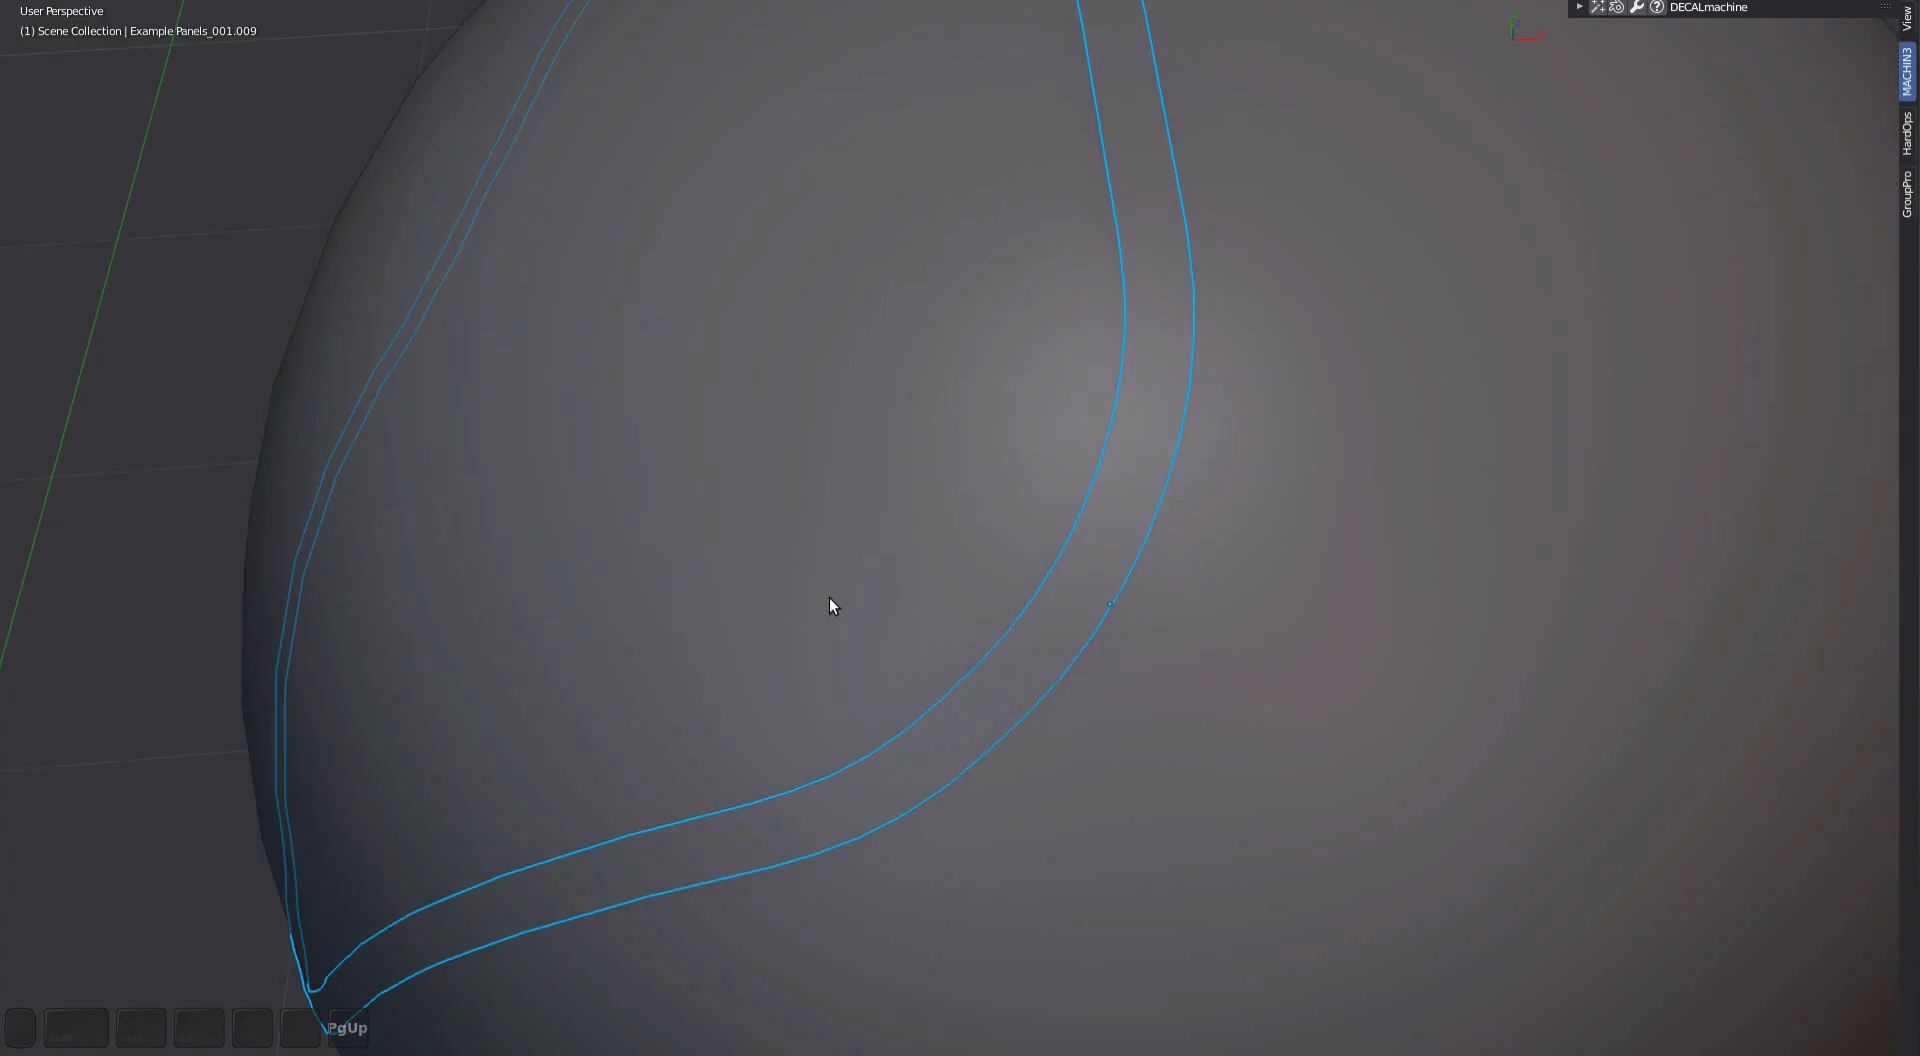 User Perspective
(1) Scene Collection | Example Panels_001.009
DECALmachine
View
MACHIN3
HardOps
GroupPro
PgUp